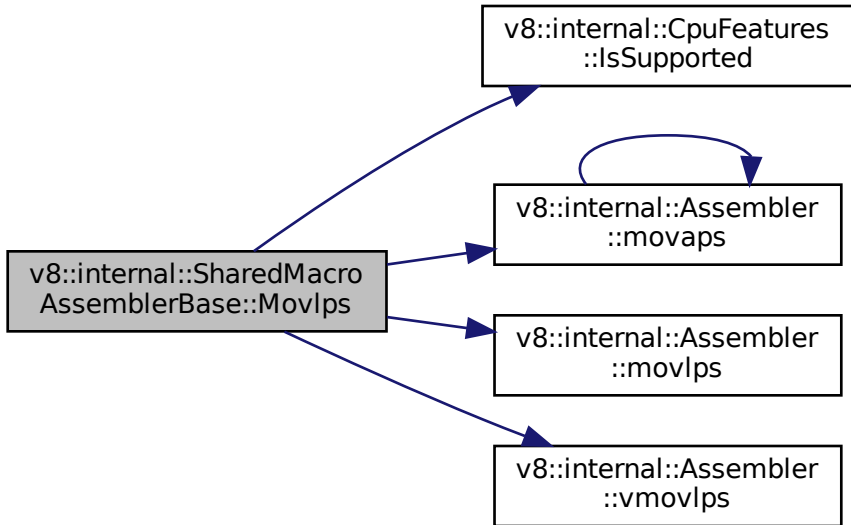 v8::internal::CpuFeatures
::IsSupported
v8::internal::Assembler
::movaps
v8::internal::SharedMacro
AssemblerBase::Movlps
v8::internal::Assembler
::movlps
v8::internal::Assembler
::vmovlps